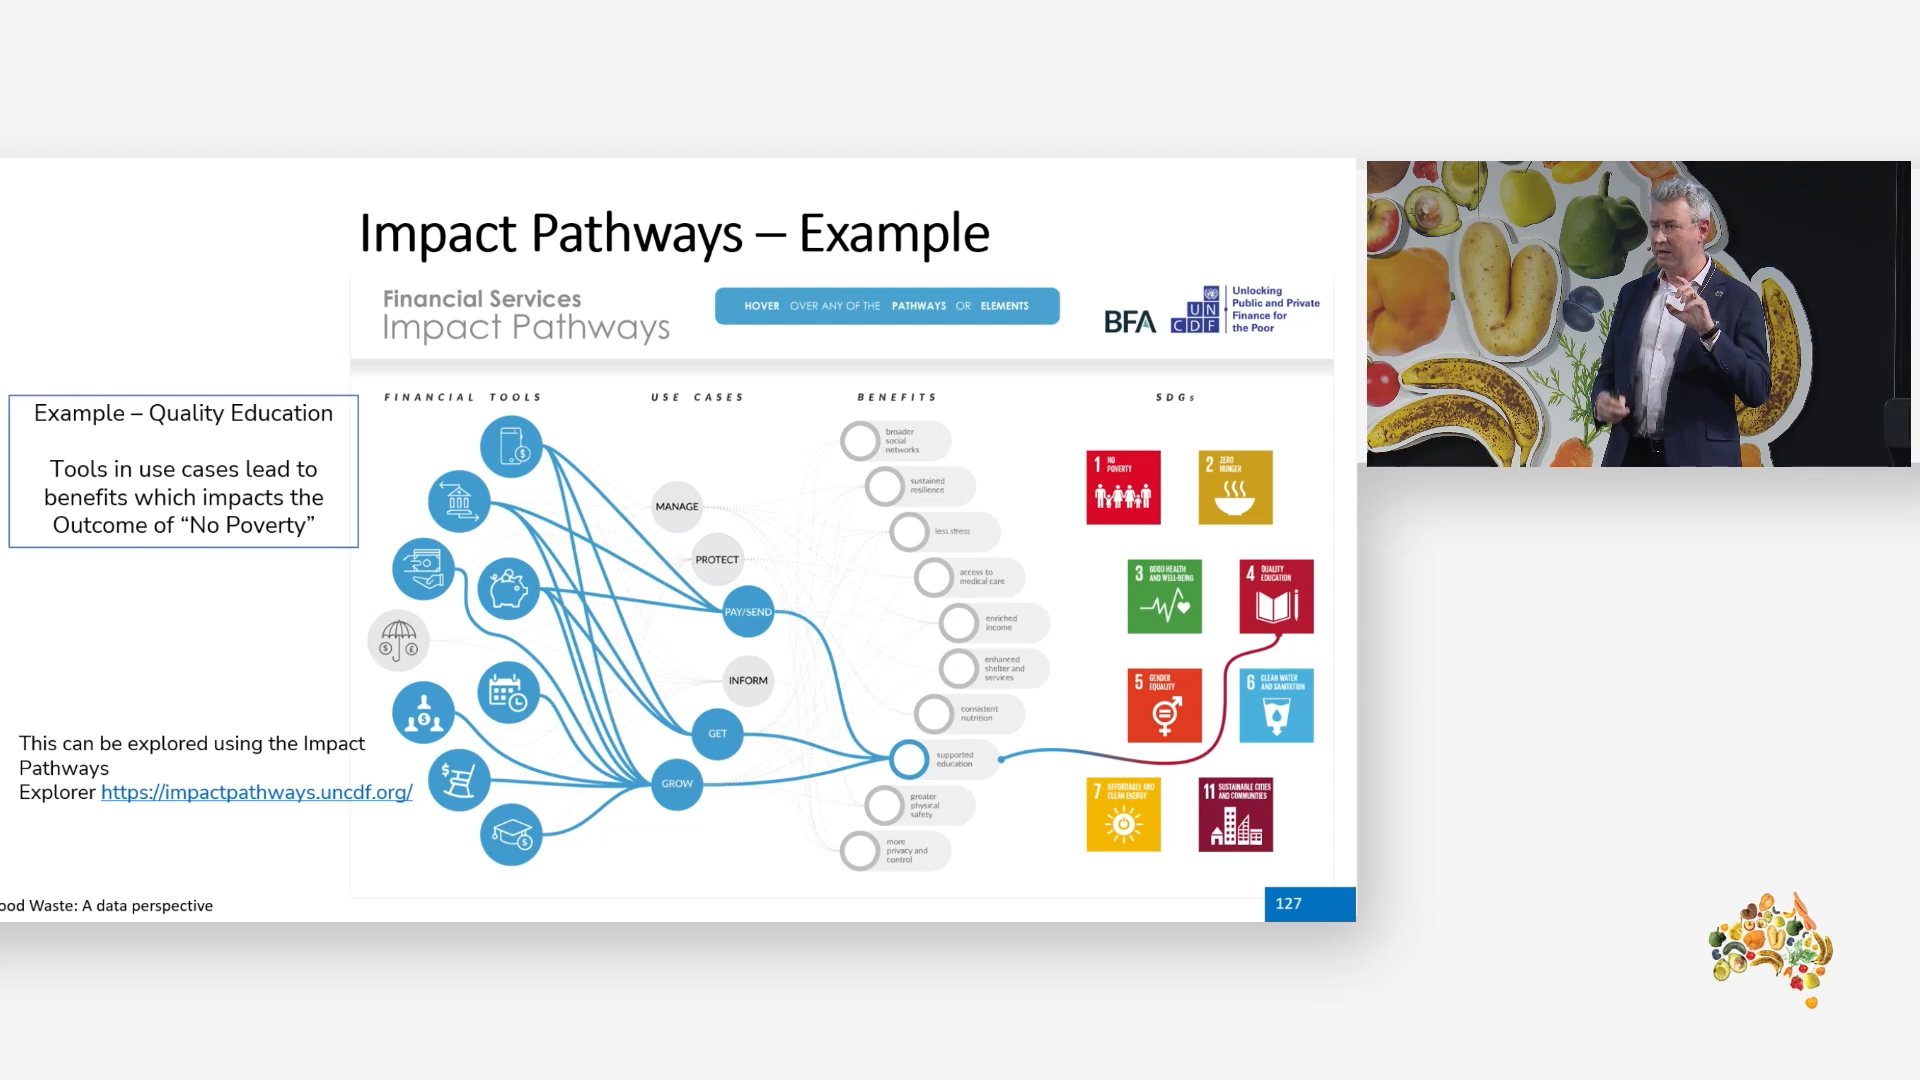 Impact Pathways – Example
Financial Services
Impact Pathways
HOVER OVER ANY OF THE PATHWAYS OR ELEMENTS
BFA
UN
CDF
Unlocking
Public and Private
Finance for
the Poor
Example – Quality Education
Tools in use cases lead to
benefits which impacts the
Outcome of “No Poverty”
This can be explored using the Impact
Pathways
Explorer https://impactpathways.uncdf.org/
FINANCIAL TOOLS
USE CASES
BENEFITS
SDGs
MANAGE
PROTECT
PAY/SEND
INFORM
GET
GROW
broader
social
networks
sustained
resilience
less stress
access to
medical care
enriched
income
enhanced
shelter and
services
consistent
nutrition
supported
education
greater
physical
safety
more
privacy and
control
1 NO
POVERTY
2 ZERO
HUNGER
3 GOOD HEALTH
AND WELL-BEING
4 QUALITY
EDUCATION
5 GENDER
EQUALITY
6 CLEAN WATER
AND SANITATION
7 AFFORDABLE AND
CLEAN ENERGY
11 SUSTAINABLE CITIES
AND COMMUNITIES
ood Waste: A data perspective
127